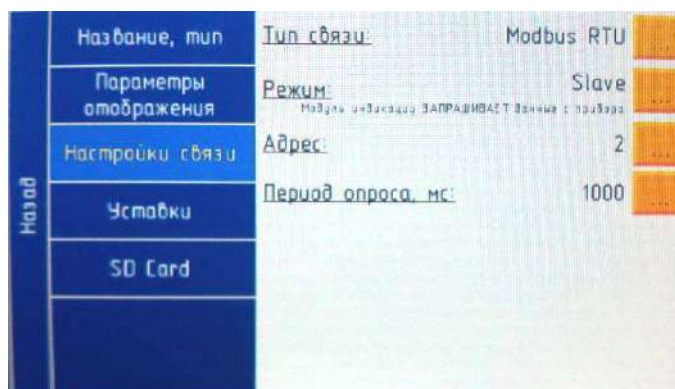 Назад
Название, тип
Параметры
отображения
Настройки связи
Уставки
SD Card
Тип связи: Modbus RTU ...
Режим: Slave ...
Модуль индикации ЗАПРАШИВАЕТ данные с прибора
Адрес: 2 ...
Период опроса, мс: 1000 ...